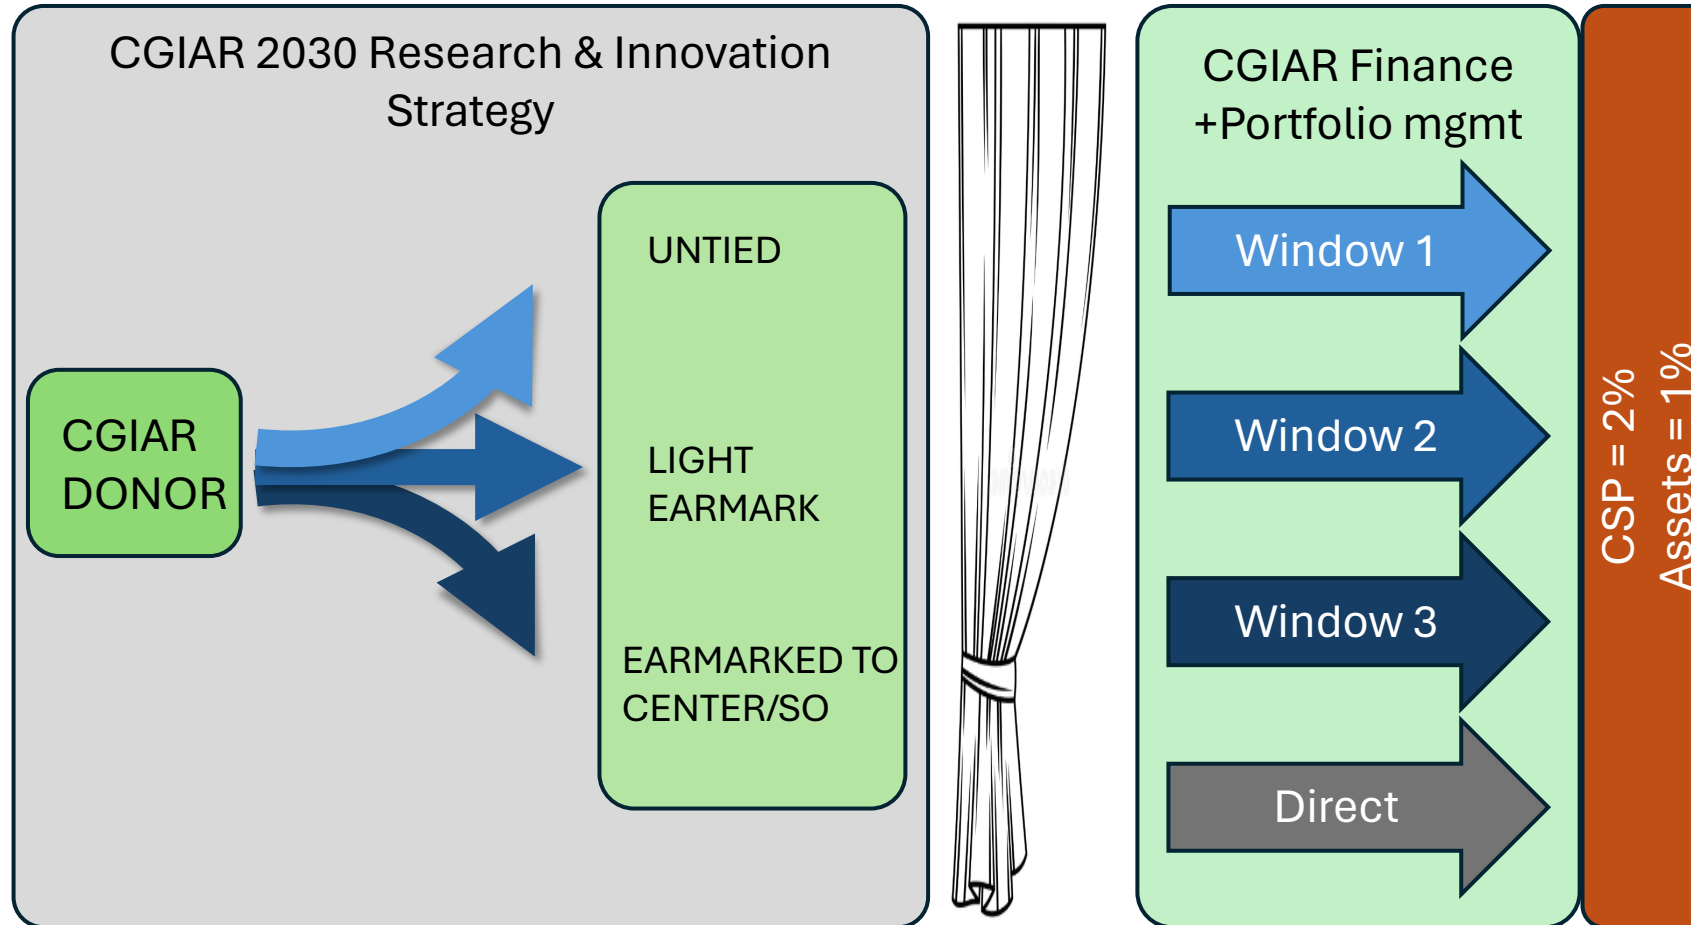 CGIAR 2030 Research & Innovation
Strategy
CGIAR
DONOR
UNTIED
LIGHT
EARMARK
EARMARKED TO
CENTER/SO
CGIAR Finance
+Portfolio mgmt
Window 1
Window 2
Window 3
Direct
CSP = 2%
Assets = 1%